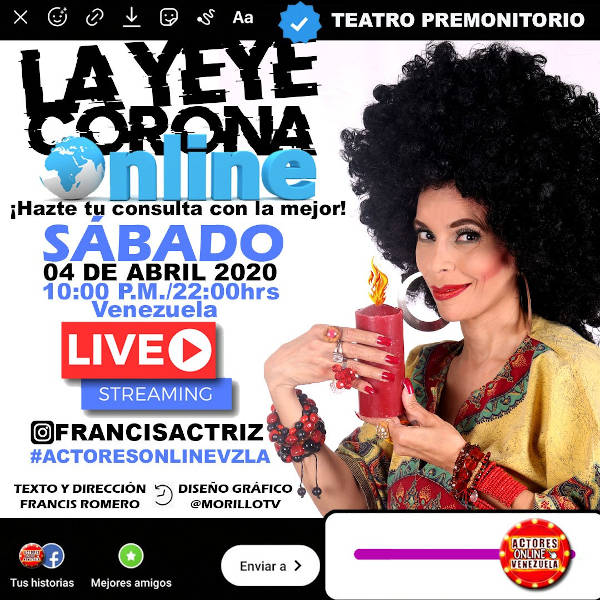 Aa
TEATRO PREMONITORIO
LA YEYE
CORONA
Online
¡Hazte tu consulta con la mejor!
SÁBADO
04 DE ABRIL 2020
10:00 P.M./22:00hrs
Venezuela
LIVE
STREAMING
FRANCISACTRIZ
#ACTORESONLINEVZLA
TEXTO Y DIRECCIÓN
FRANCIS ROMERO
DISEÑO GRÁFICO
@MORILLOTV
Tus historias
Mejores amigos
Enviar a >
ACTORES
ONLINE
VENEZUELA